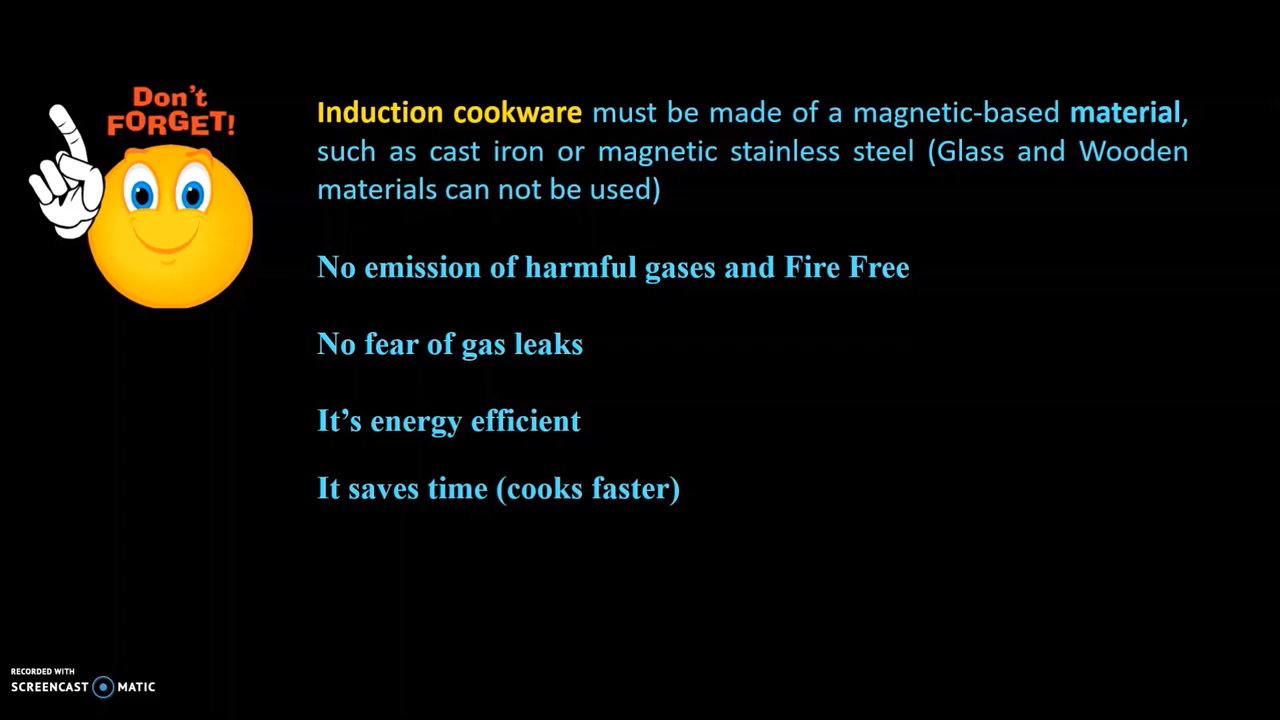 Don't
FORGET!
Induction cookware must be made of a magnetic-based material,
such as cast iron or magnetic stainless steel (Glass and Wooden
materials can not be used)
No emission of harmful gases and Fire Free
No fear of gas leaks
It’s energy efficient
It saves time (cooks faster)
RECORDED WITH
SCREENCAST MATIC